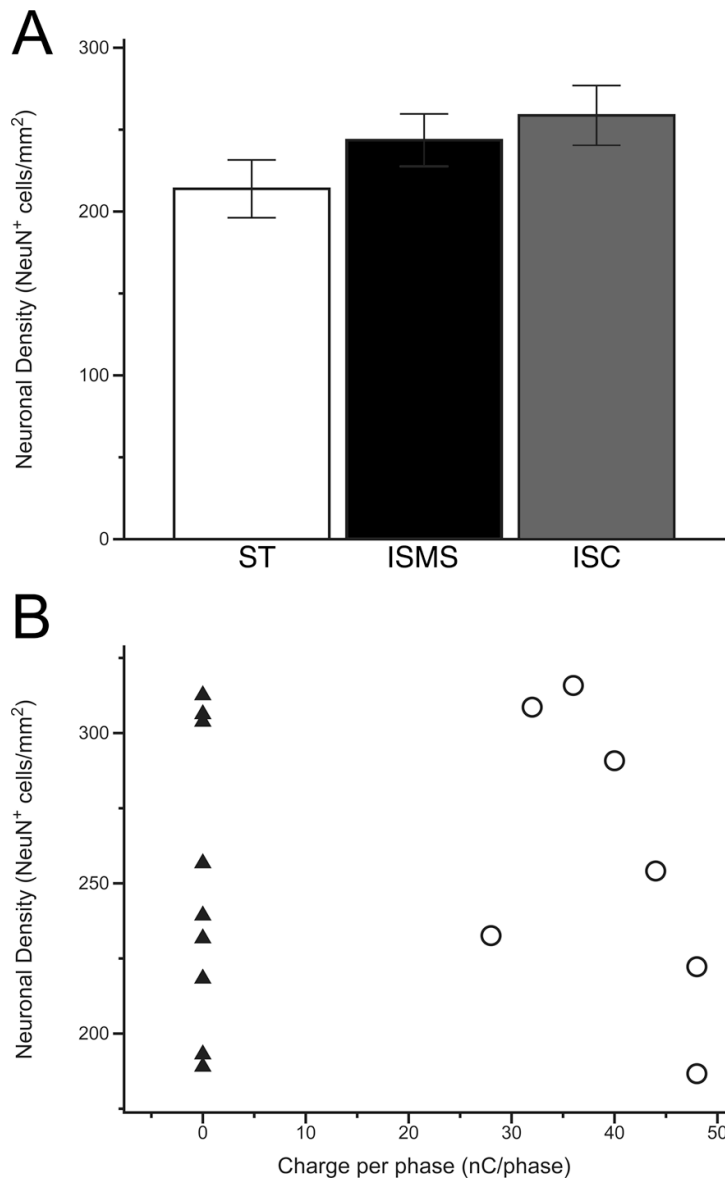 A
300
200
100
0
Neuronal Density (NeuN⁺ cells/mm²)
ST ISMS ISC
B
300
250
200
Neuronal Density (NeuN⁺ cells/mm²)
0 10 20 30 40 50
Charge per phase (nC/phase)